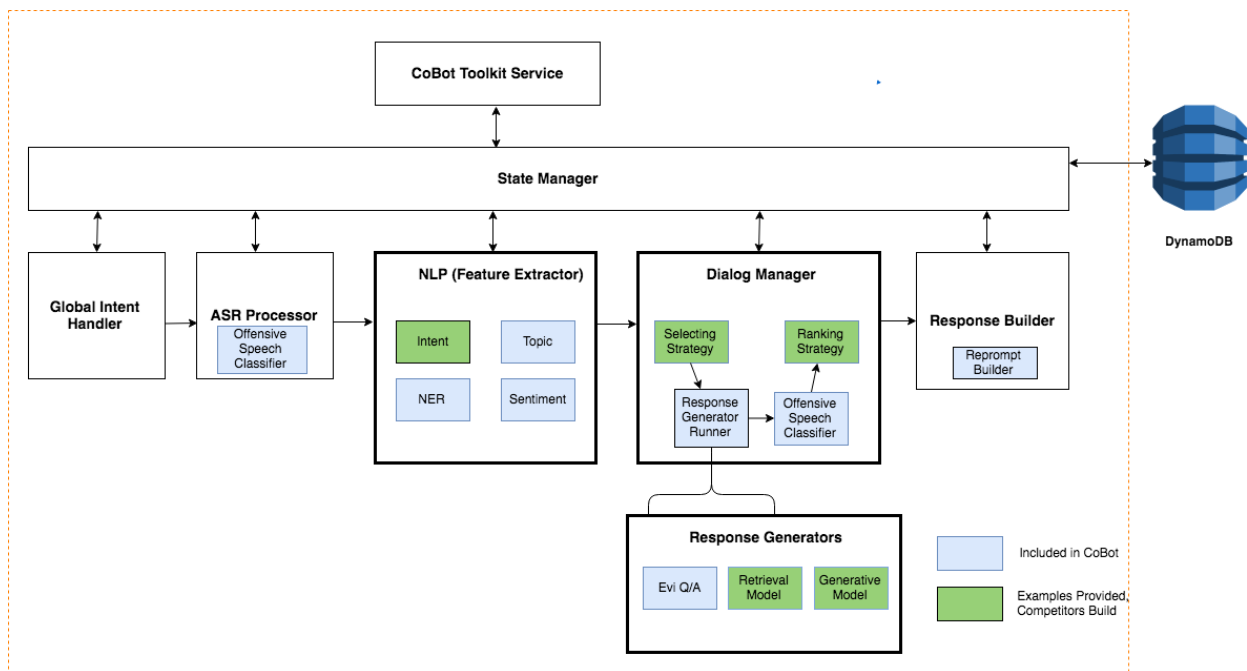 CoBot Toolkit Service
State Manager
DynamoDB
Global Intent
Handler
ASR Processor
Offensive
Speech
Classifier
NLP (Feature Extractor)
Intent
Topic
NER
Sentiment
Dialog Manager
Selecting
Strategy
Ranking
Strategy
Response
Generator
Runner
Offensive
Speech
Classifier
Response Builder
Reprompt
Builder
Response Generators
Evi Q/A
Retrieval
Model
Generative
Model
Included in CoBot
Examples Provided,
Competitors Build